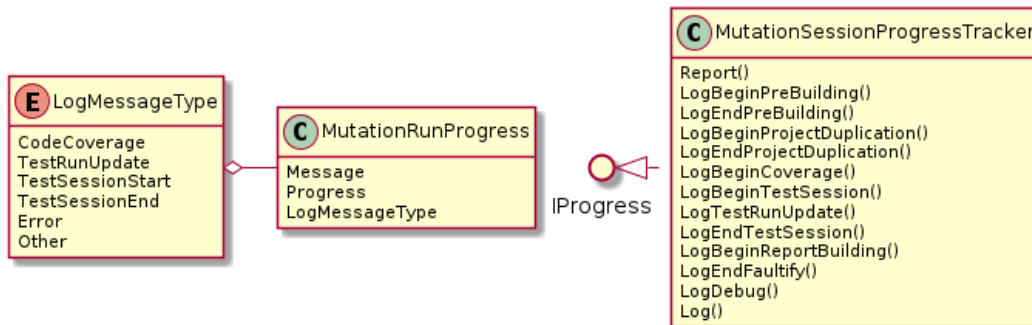 E LogMessageType
CodeCoverage
TestRunUpdate
TestSessionStart
TestSessionEnd
Error
Other
C MutationRunProgress
Message
Progress
LogMessageType
IProgress
C MutationSessionProgressTracker
Report()
LogBeginPreBuilding()
LogEndPreBuilding()
LogBeginProjectDuplication()
LogEndProjectDuplication()
LogBeginCoverage()
LogBeginTestSession()
LogTestRunUpdate()
LogEndTestSession()
LogBeginReportBuilding()
LogEndFaultify()
LogDebug()
Log()